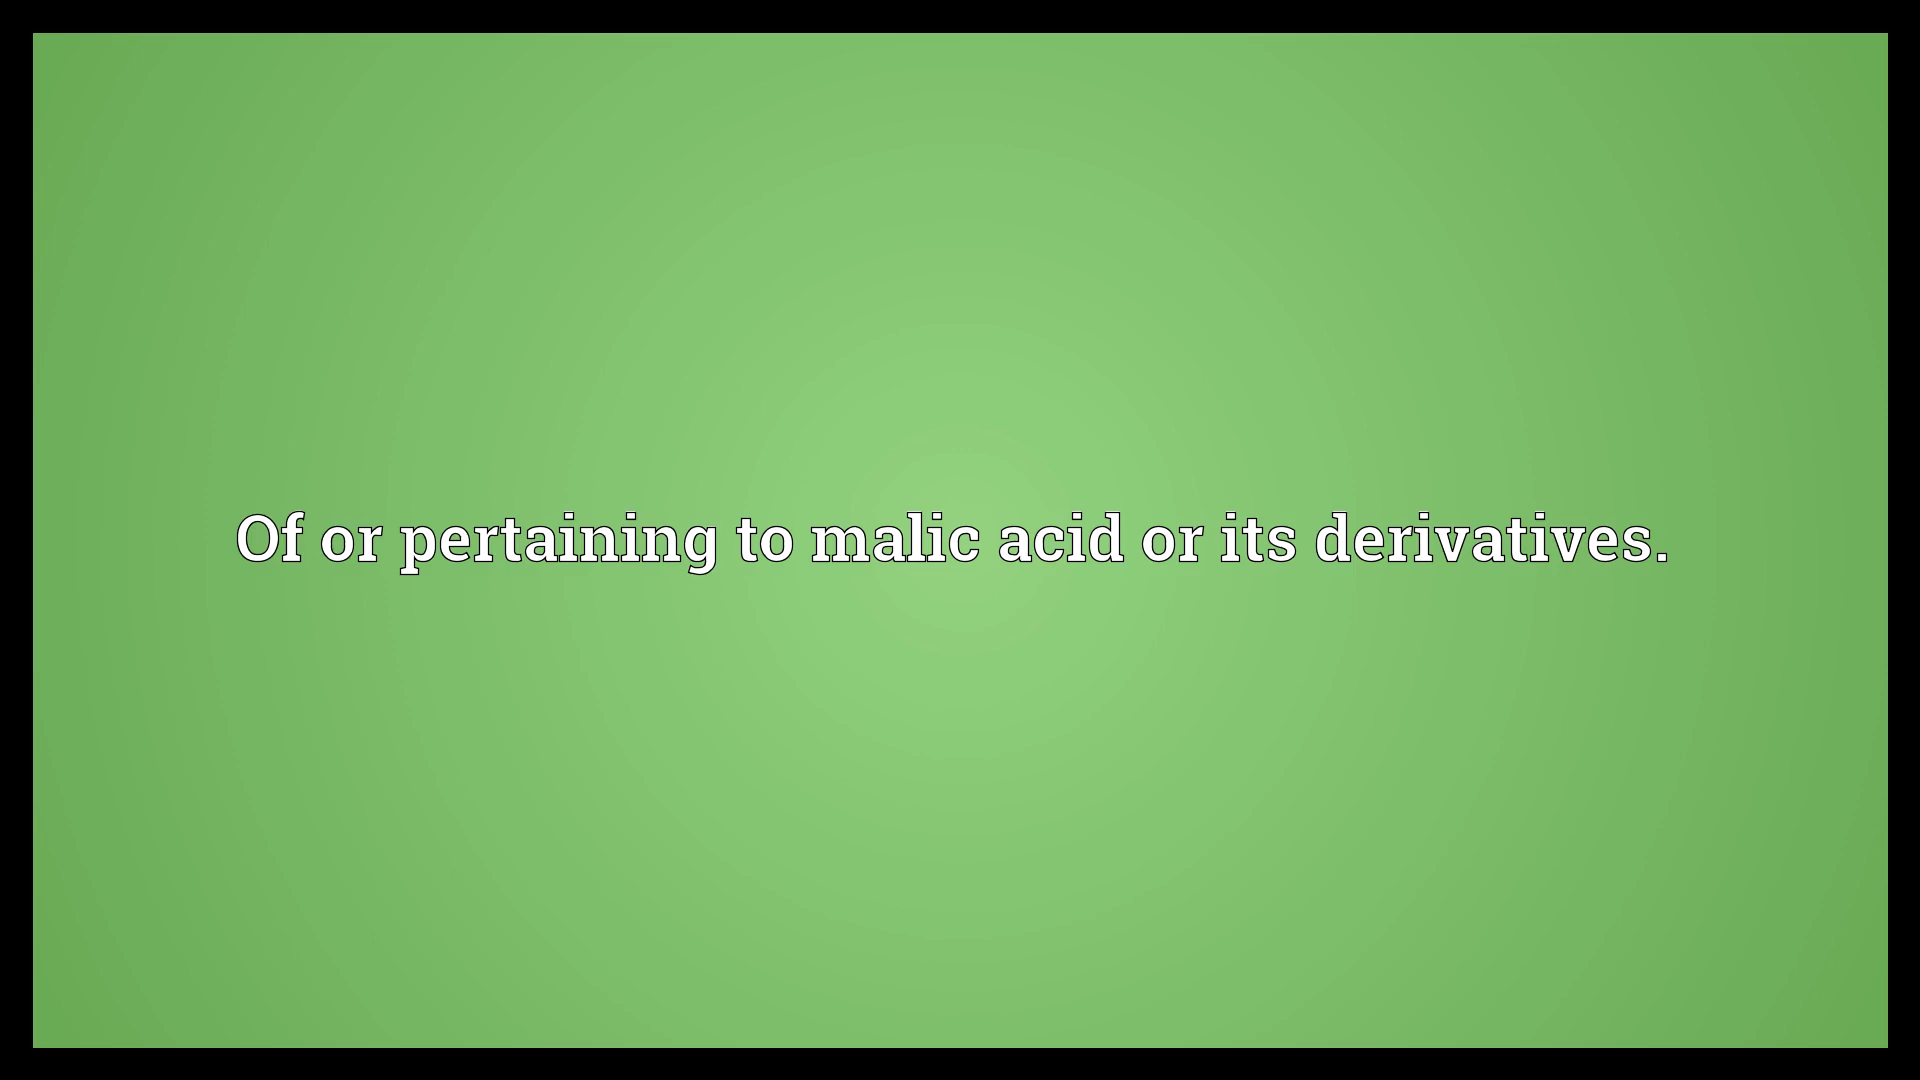 Of or pertaining to malic acid or its derivatives.